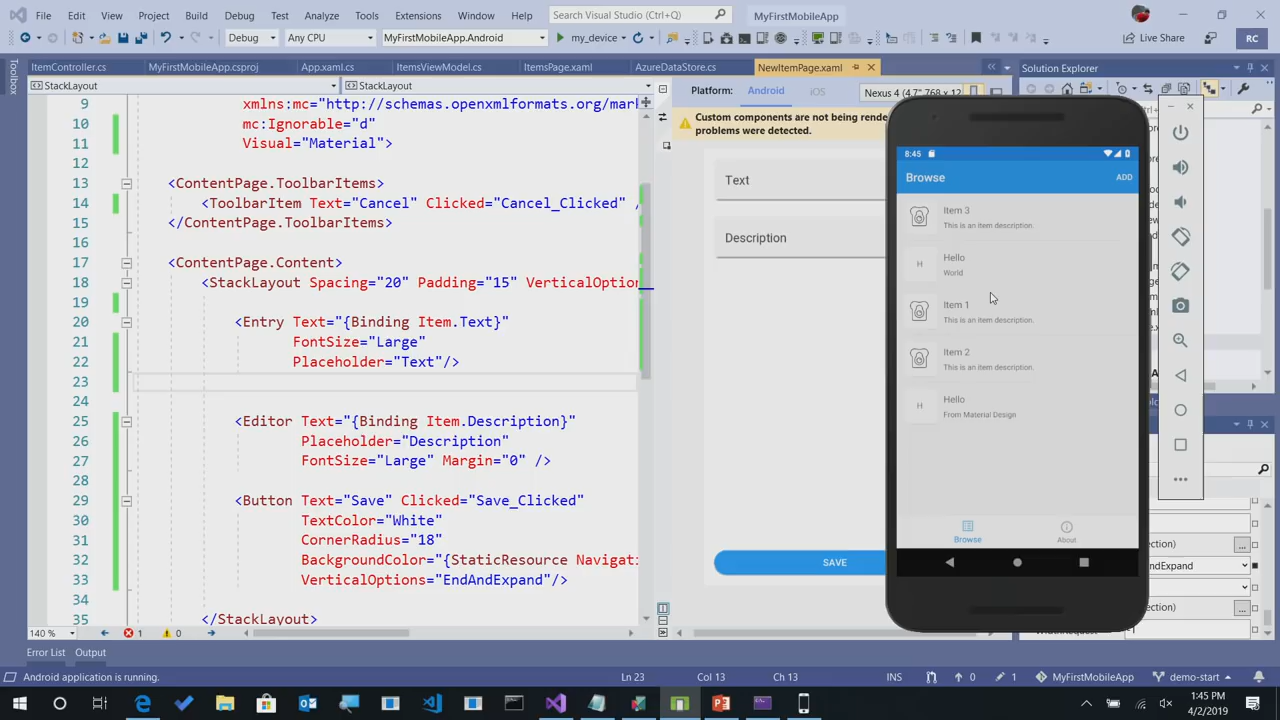 File Edit View Project Build Debug Test Analyze Tools Extensions Window Help Search Visual Studio (Ctrl+Q) MyFirstMobileApp
Debug Any CPU MyFirstMobileApp.Android my_device Live Share RC
Toolbox
ItemController.cs MyFirstMobileApp.csproj App.xaml.cs ItemsViewModel.cs ItemsPage.xaml AzureDataStore.cs NewItemPage.xaml
Solution Explorer
StackLayout StackLayout
Platform: Android iOS Nexus 4 (4.7" 768 x 12
Custom components are not being rende
problems were detected.
9 xmlns:mc="http://schemas.openxmlformats.org/mar
10 mc:Ignorable="d"
11 Visual="Material">
12
13 <ContentPage.ToolbarItems>
14 <ToolbarItem Text="Cancel" Clicked="Cancel_Clicked" /
15 </ContentPage.ToolbarItems>
16
17 <ContentPage.Content>
18 <StackLayout Spacing="20" Padding="15" VerticalOption
19
20 <Entry Text="{Binding Item.Text}"
21 FontSize="Large"
22 Placeholder="Text"/>
23
24
25 <Editor Text="{Binding Item.Description}"
26 Placeholder="Description"
27 FontSize="Large" Margin="0" />
28
29 <Button Text="Save" Clicked="Save_Clicked"
30 TextColor="White"
31 CornerRadius="18"
32 BackgroundColor="{StaticResource Navigati
33 VerticalOptions="EndAndExpand"/>
34
35 </StackLayout>
Text
Description
SAVE
8:45
Browse ADD
Item 3
This is an item description.
H
Hello
World
Item 1
This is an item description.
Item 2
This is an item description.
H
Hello
From Material Design
Browse About
ection)
ndExpand
ection)
140 % 1 0
Error List Output
Android application is running. Ln 23 Col 13 Ch 13 INS 0 1 MyFirstMobileApp demo-start
1:45 PM
4/2/2019